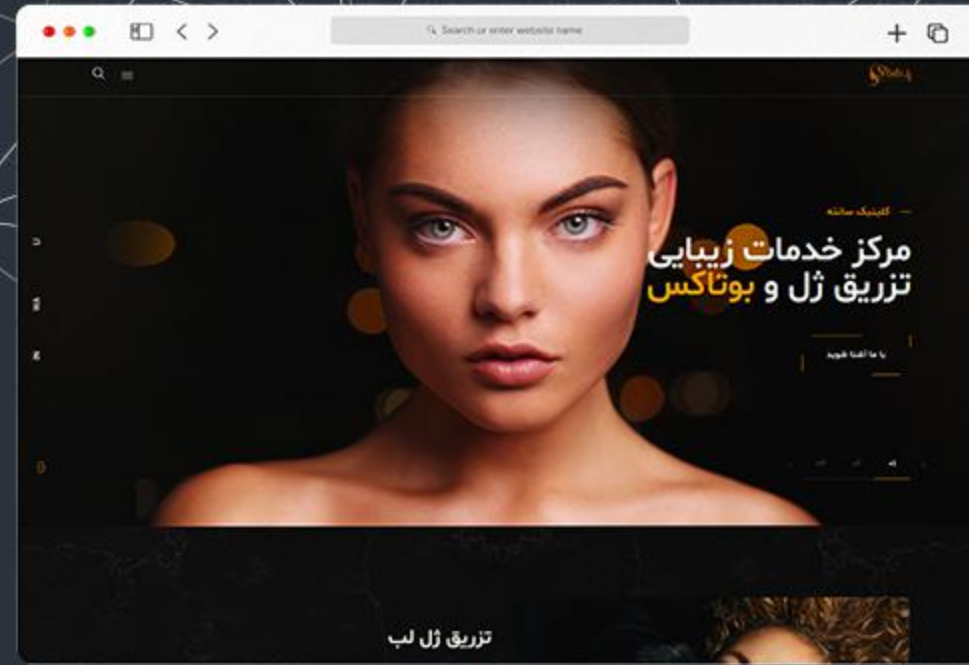 Search or enter website name
کلینیک سانته
مرکز خدمات زیبایی
تزریق ژل و بوتاکس
با ما آشنا شوید
تزریق ژل لب